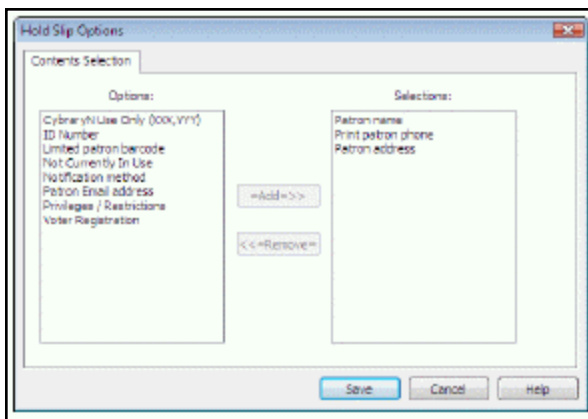 Hold Slip Options
Contents Selection
Options:
Selections:
CybraryN Use Only (XXX,YYY)
ID Number
Limited patron barcode
Not Currently In Use
Notification method
Patron Email address
Privileges / Restrictions
Voter Registration
Patron name
Print patron phone
Patron address
=Add=>>
<<=Remove=
Save
Cancel
Help